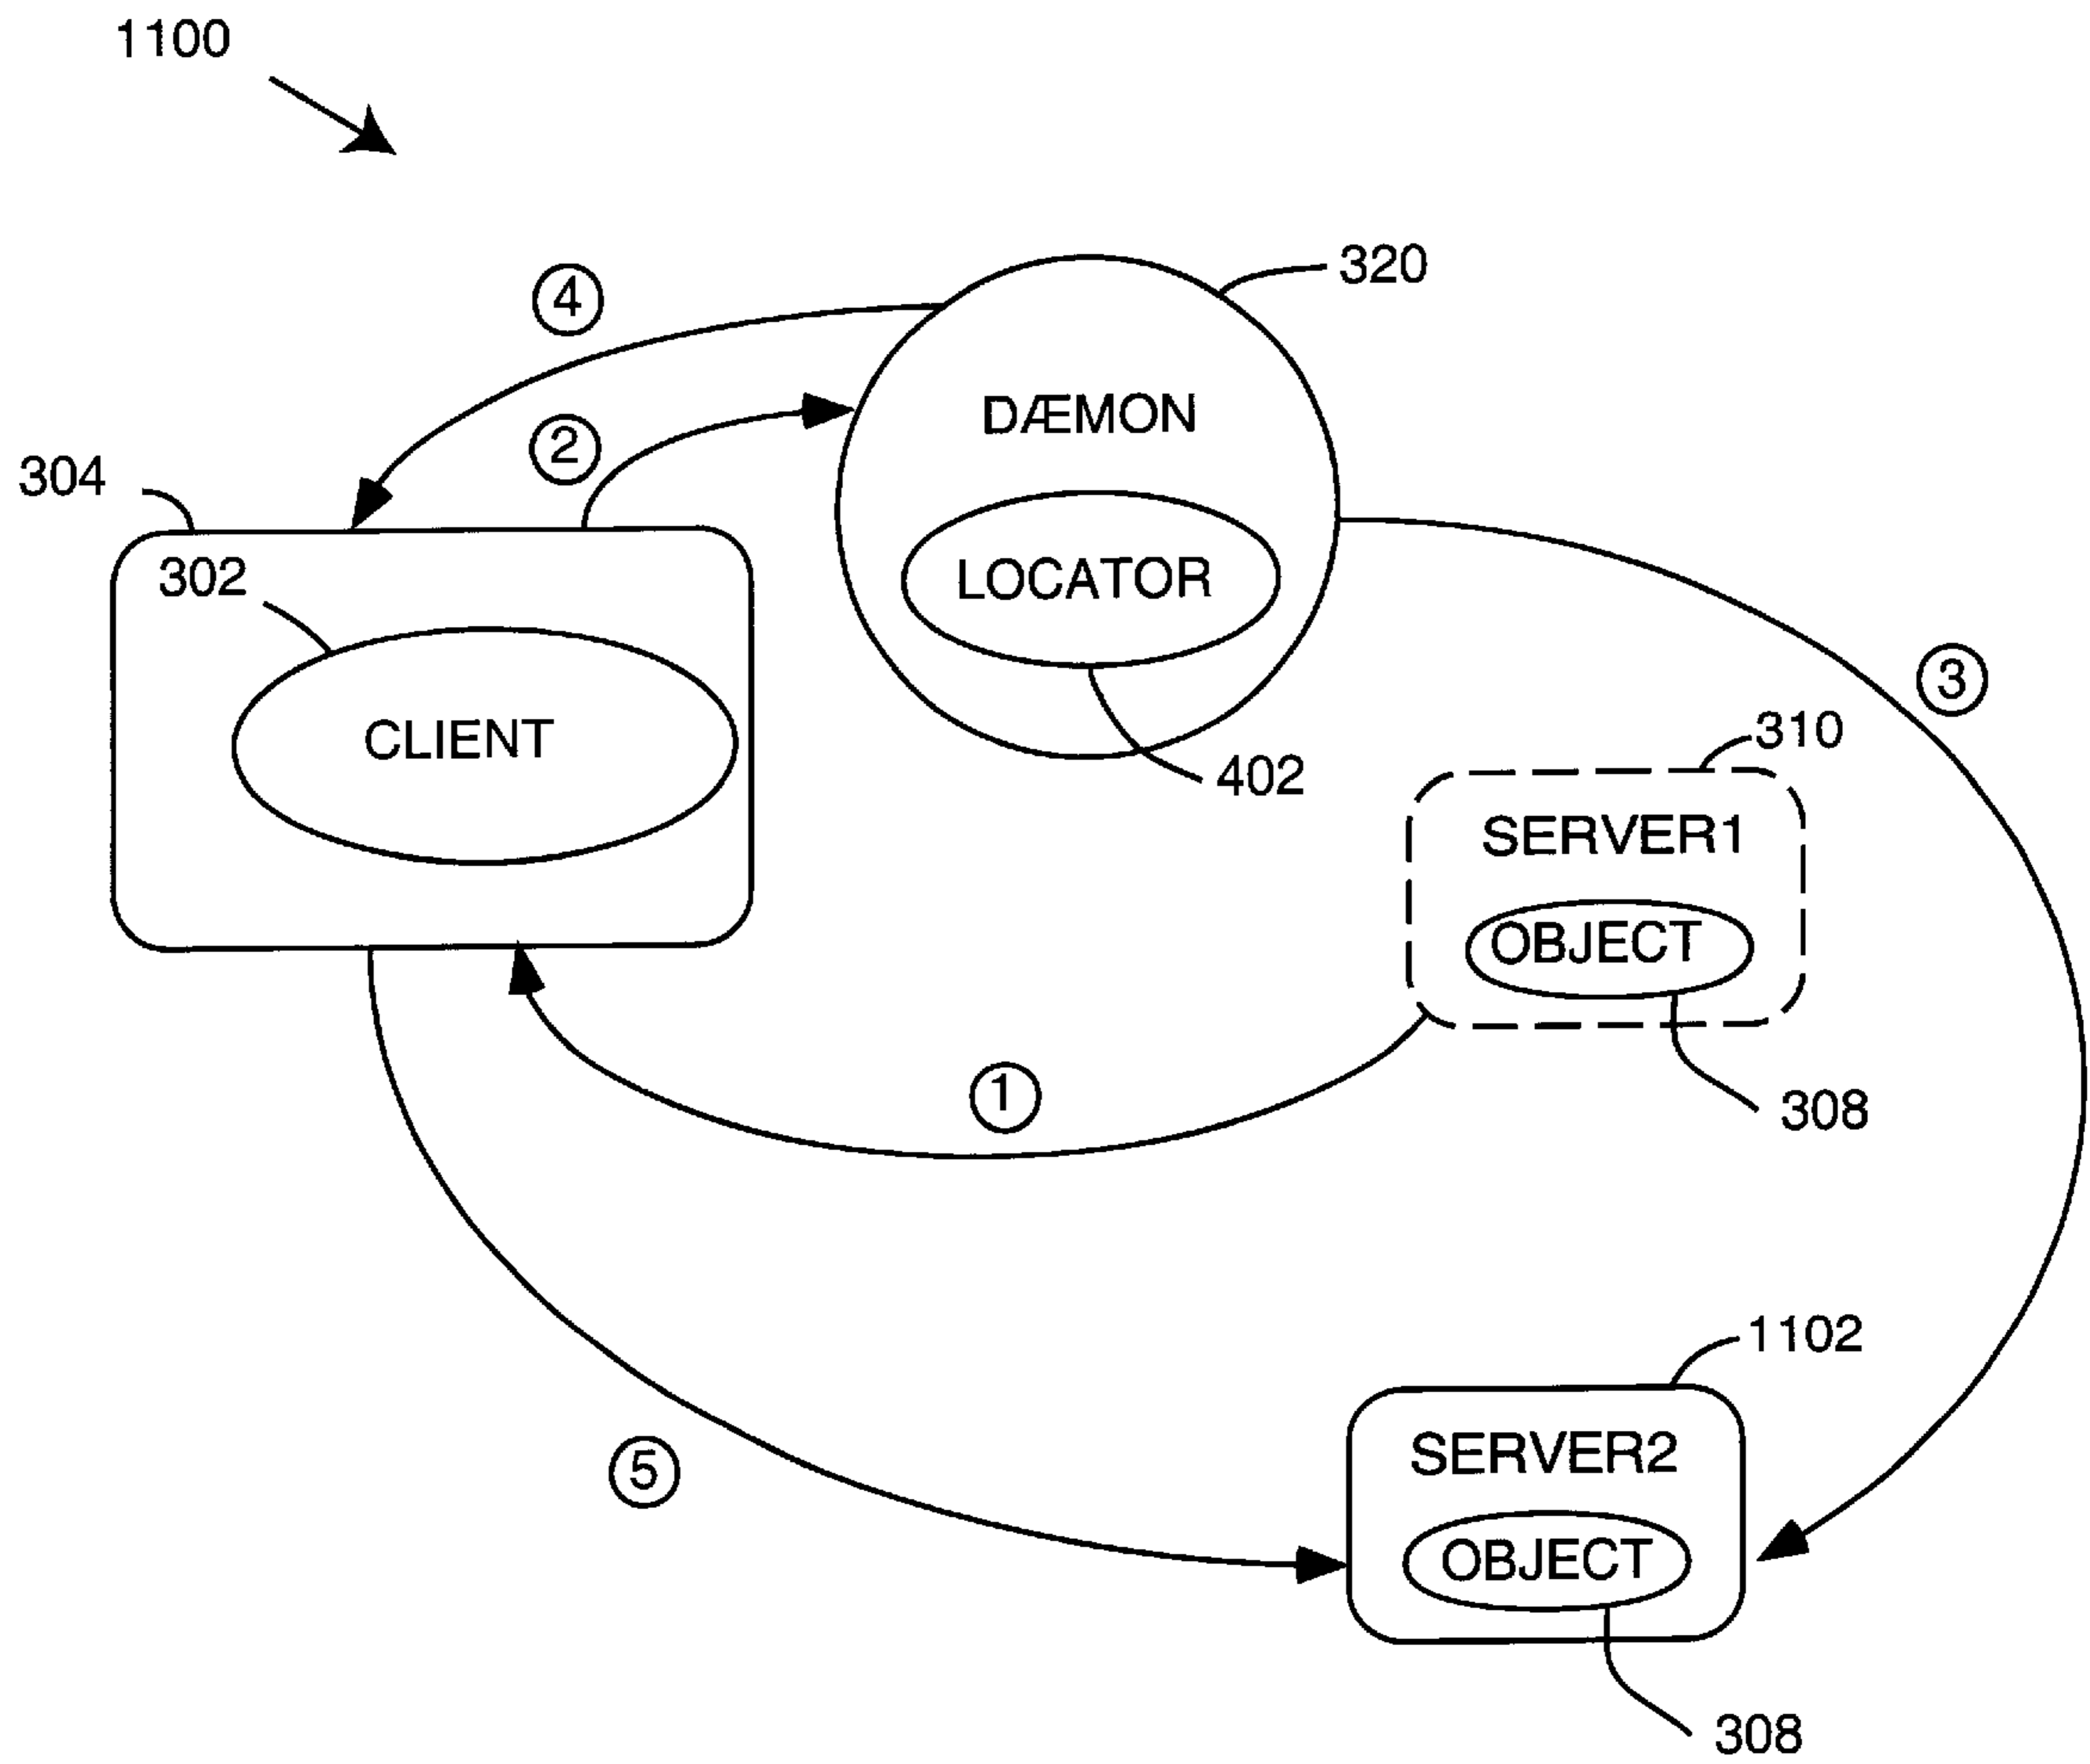 1100
320
4
DÆMON
2
304
302
LOCATOR
3
310
CLIENT
402
SERVER1
OBJECT
1
308
1102
SERVER2
5
OBJECT
308